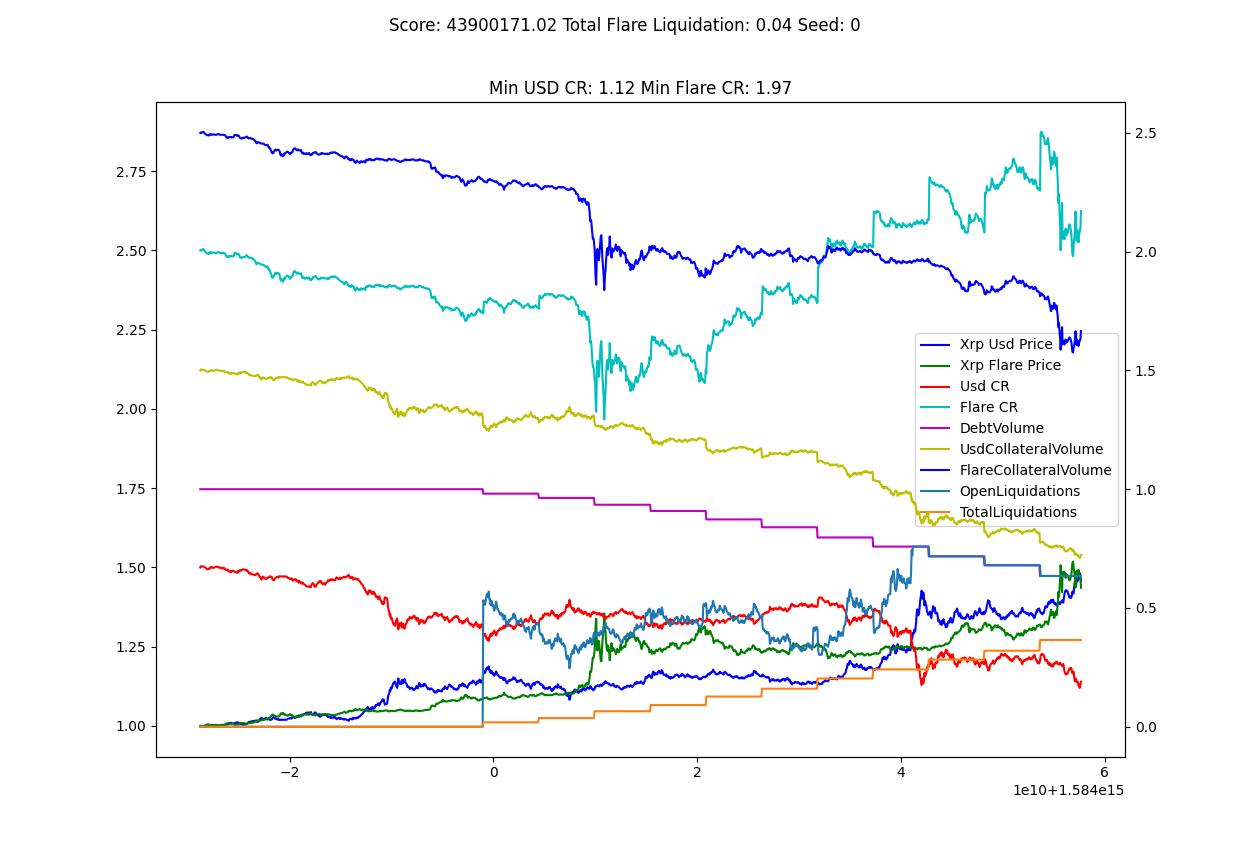 Score: 43900171.02 Total Flare Liquidation: 0.04 Seed: 0
Min USD CR: 1.12 Min Flare CR: 1.97
2.75
2.50
2.25
2.00
1.75
1.50
1.25
1.00
2.5
2.0
1.5
1.0
0.5
0.0
Xrp Usd Price
Xrp Flare Price
Usd CR
Flare CR
DebtVolume
UsdCollateralVolume
FlareCollateralVolume
OpenLiquidations
TotalLiquidations
−2
0
2
4
6
1e10+1.584e15